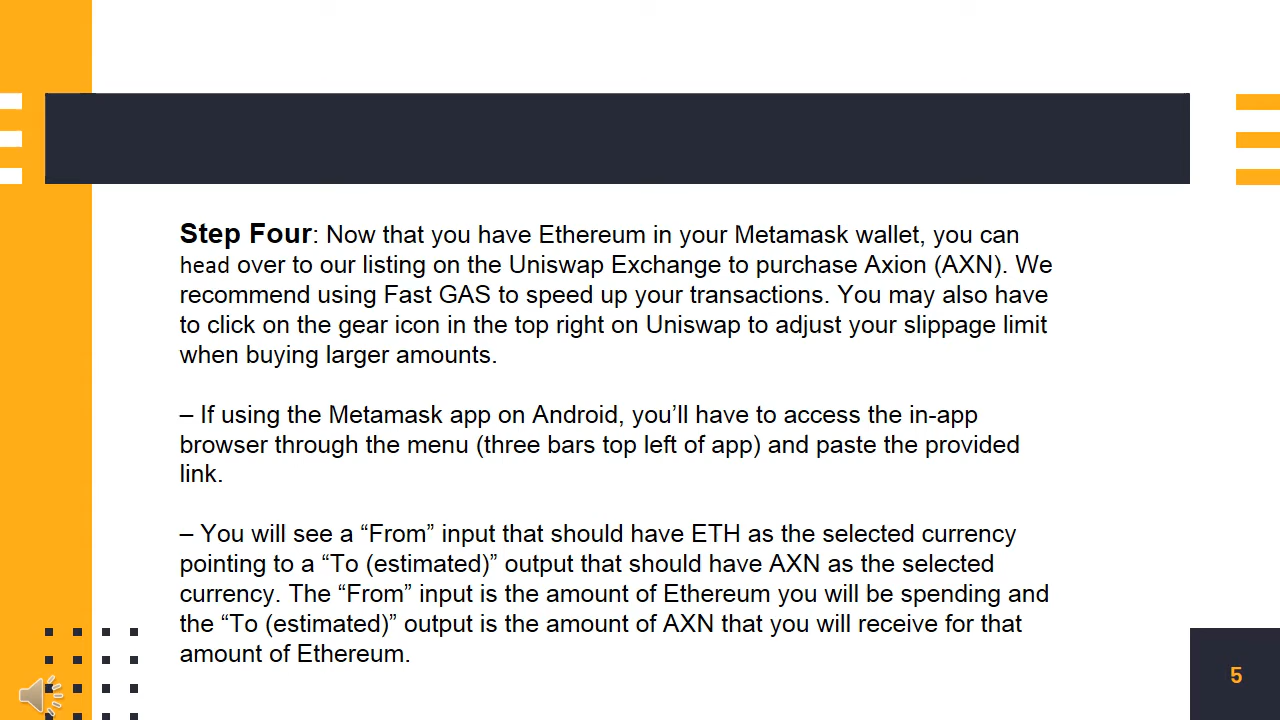 Step Four: Now that you have Ethereum in your Metamask wallet, you can
head over to our listing on the Uniswap Exchange to purchase Axion (AXN). We
recommend using Fast GAS to speed up your transactions. You may also have
to click on the gear icon in the top right on Uniswap to adjust your slippage limit
when buying larger amounts.
– If using the Metamask app on Android, you’ll have to access the in-app
browser through the menu (three bars top left of app) and paste the provided
link.
– You will see a “From” input that should have ETH as the selected currency
pointing to a “To (estimated)” output that should have AXN as the selected
currency. The “From” input is the amount of Ethereum you will be spending and
the “To (estimated)” output is the amount of AXN that you will receive for that
amount of Ethereum.
5